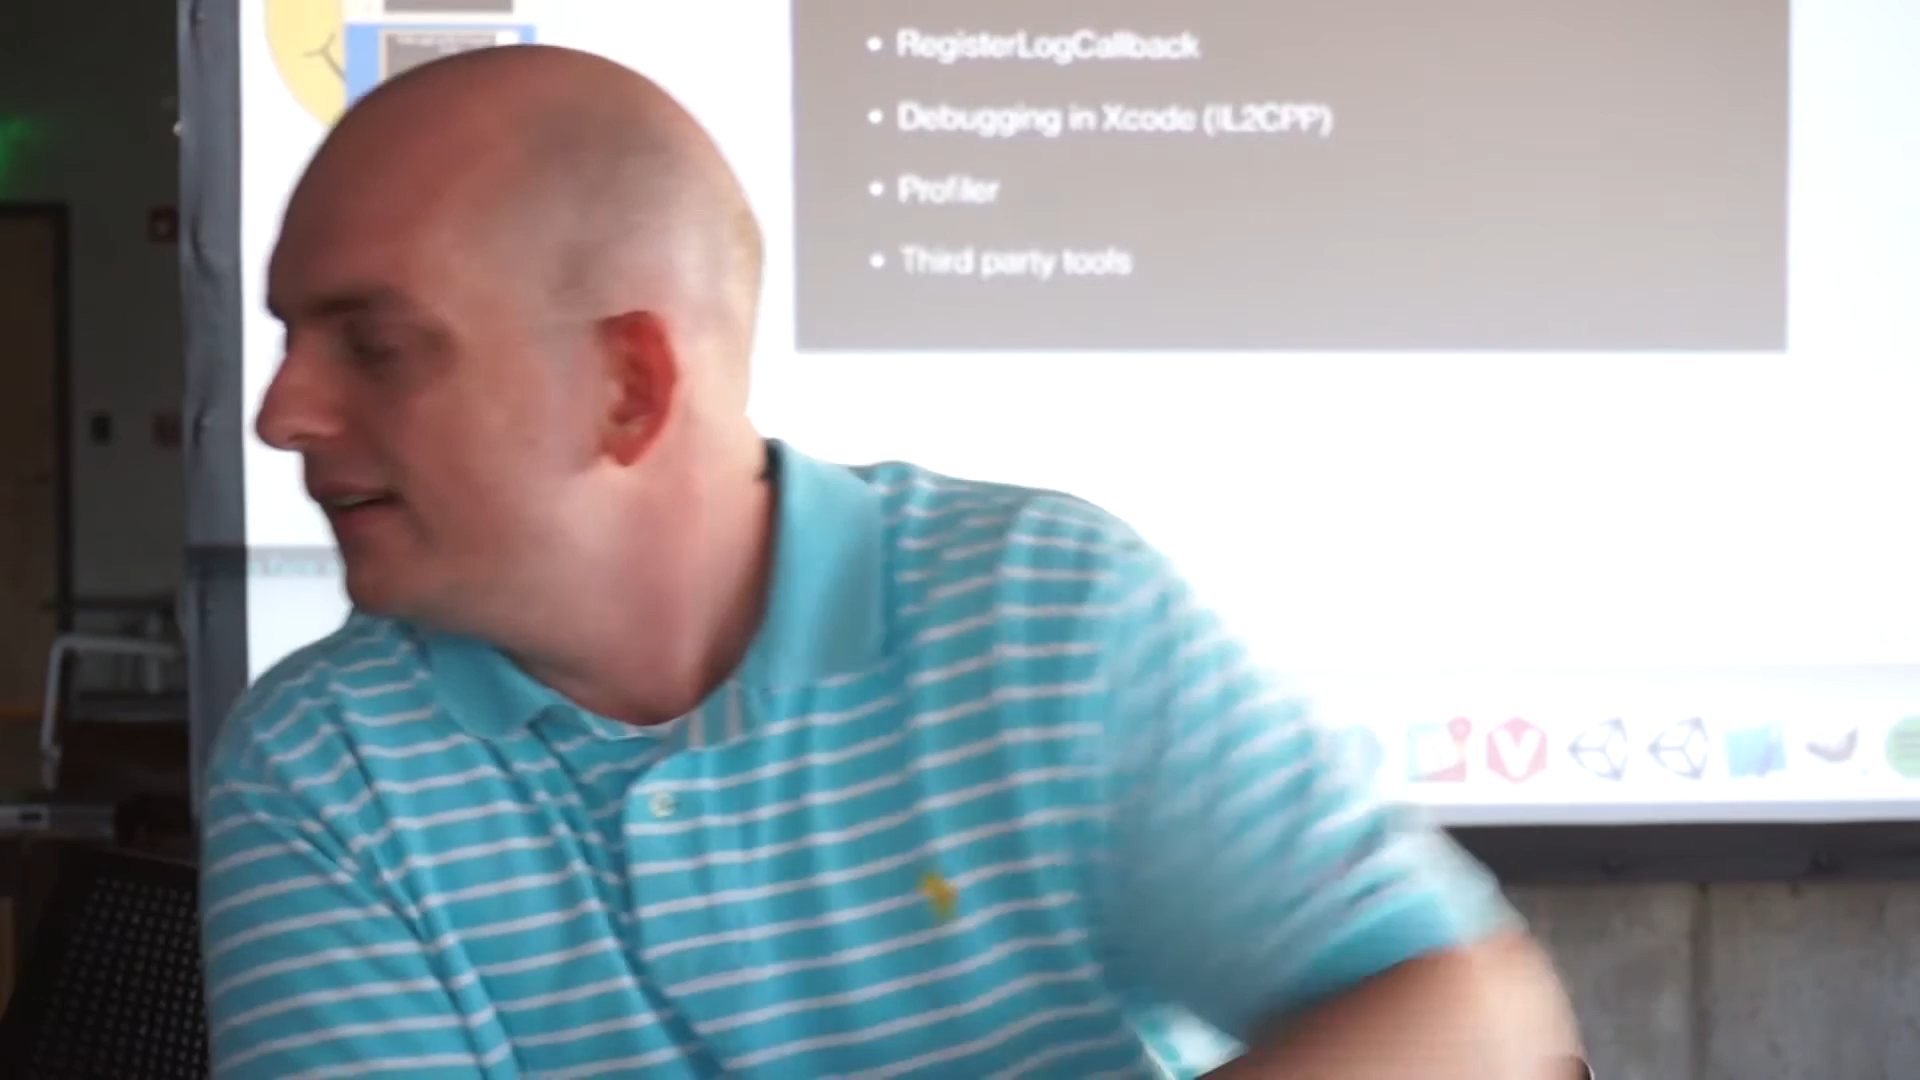 • RegisterLogCallback
• Debugging in Xcode (IL2CPP)
• Profiler
• Third party tools